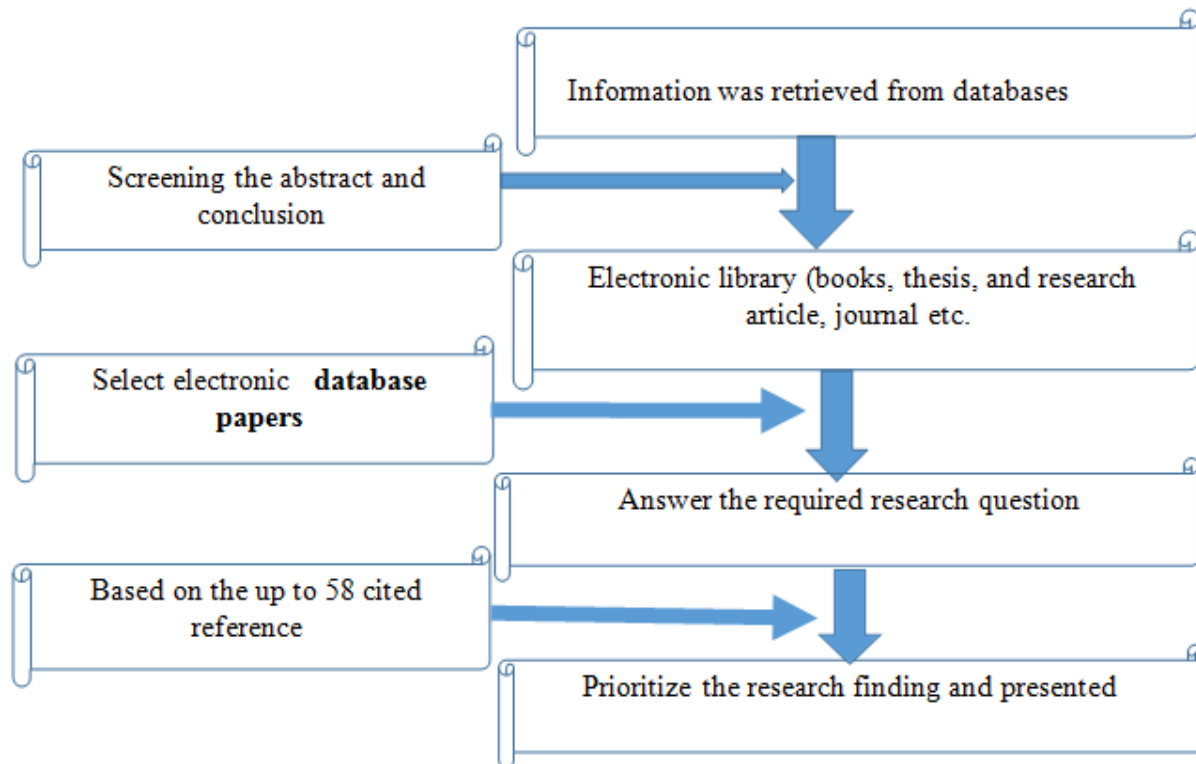 Information was retrieved from databases
Screening the abstract and
conclusion
Electronic library (books, thesis, and research
article, journal etc.
Select electronic database
papers
Answer the required research question
Based on the up to 58 cited
reference
Prioritize the research finding and presented